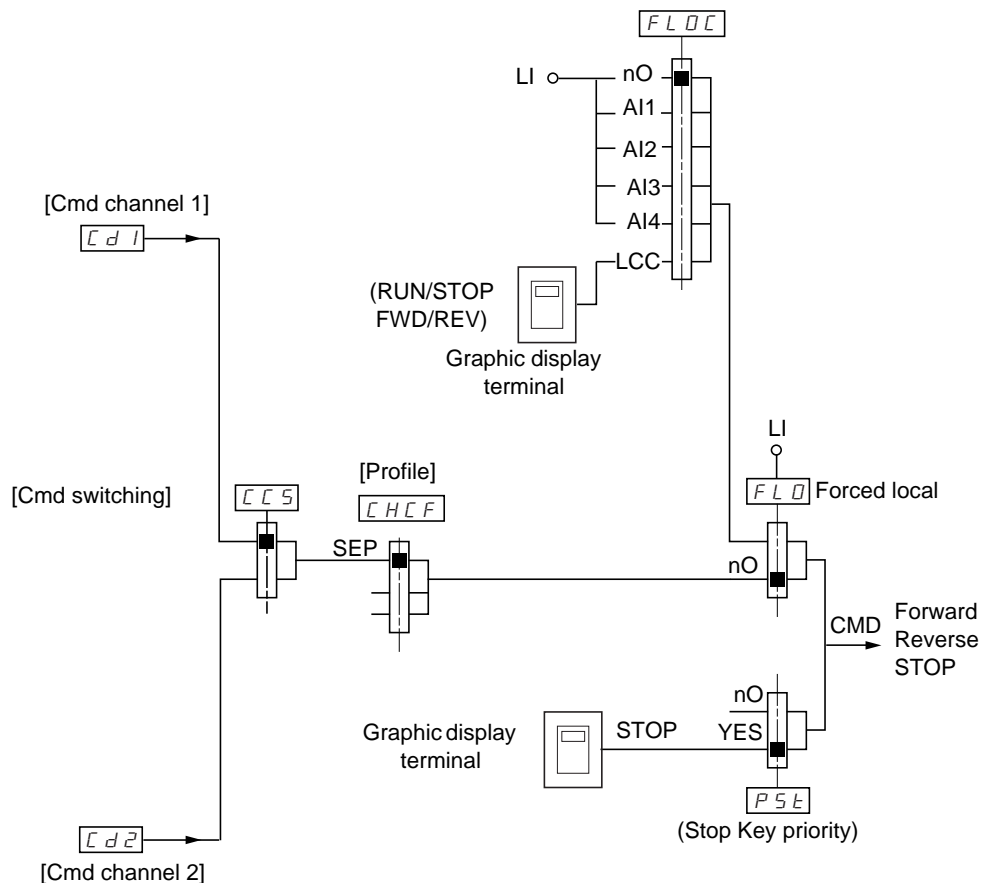 FLOC
LI
nO
AI1
AI2
AI3
AI4
LCC
(RUN/STOP
FWD/REV)
Graphic display
terminal
[Cmd channel 1]
Cd1
[Cmd switching]
CCS
SEP
[Profile]
CHCF
LI
FLO
Forced local
nO
CMD
Forward
Reverse
STOP
nO
YES
STOP
Graphic display
terminal
PSt
(Stop Key priority)
Cd2
[Cmd channel 2]